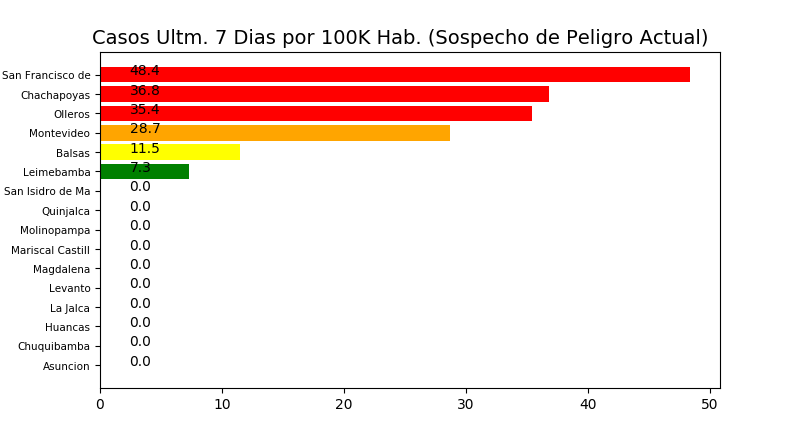 Casos Ultm. 7 Dias por 100K Hab. (Sospecho de Peligro Actual)
San Francisco de 48.4
Chachapoyas 36.8
Olleros 35.4
Montevideo 28.7
Balsas 11.5
Leimebamba 7.3
San Isidro de Ma 0.0
Quinjalca 0.0
Molinopampa 0.0
Mariscal Castill 0.0
Magdalena 0.0
Levanto 0.0
La Jalca 0.0
Huancas 0.0
Chuquibamba 0.0
Asuncion 0.0
0 10 20 30 40 50